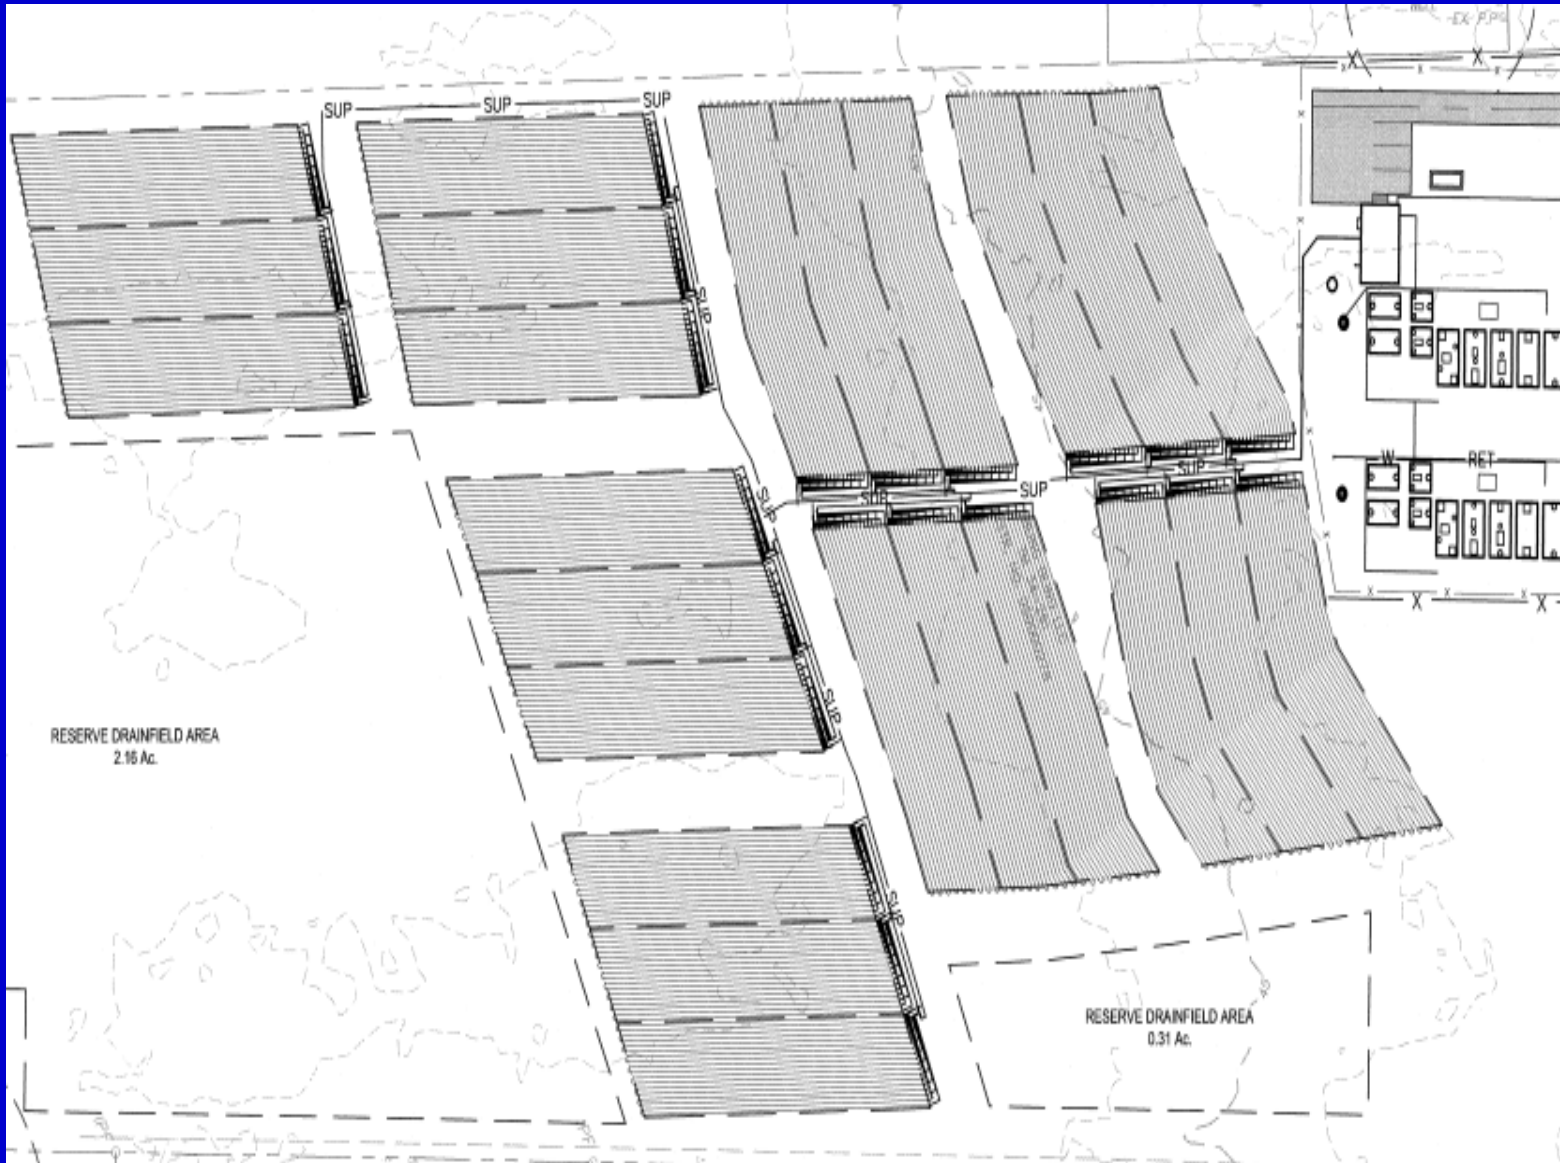 EX. P.P.
SUP
SUP
SUP
SUP
SUP
SUP
SUP
W
RET
SUP
RESERVE DRAINFIELD AREA
2.16 Ac.
SUP
RESERVE DRAINFIELD AREA
0.31 Ac.